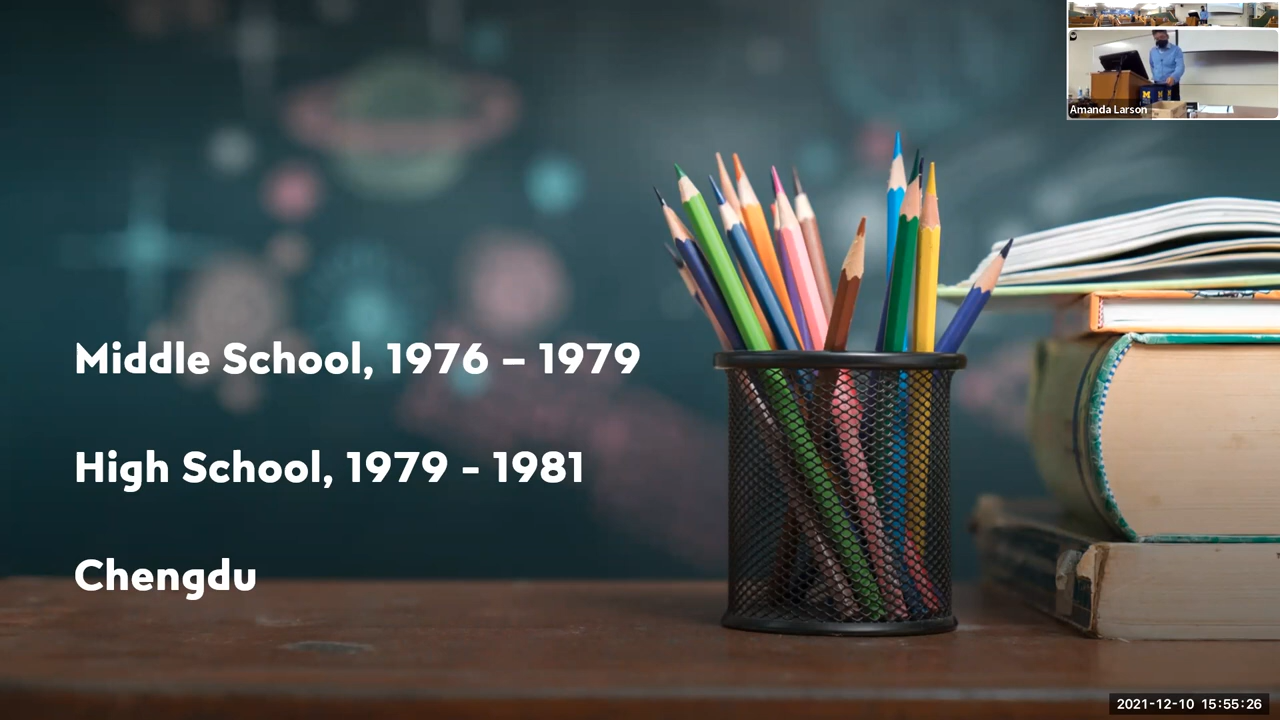 Amanda Larson
Middle School, 1976 – 1979
High School, 1979 - 1981
Chengdu
2021-12-10 15:55:26